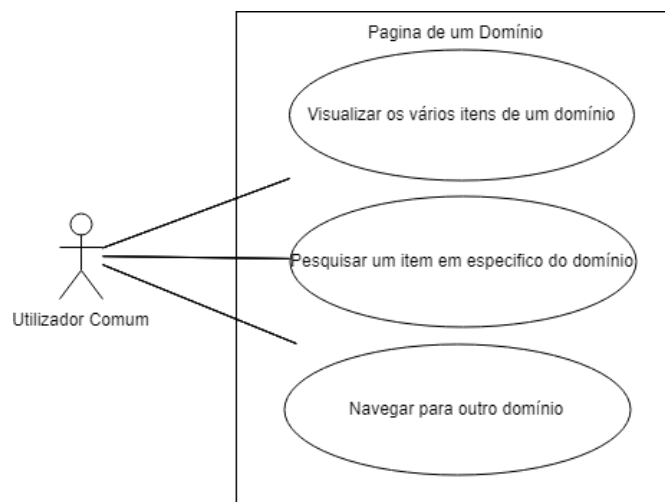 Pagina de um Domínio
Visualizar os vários itens de um domínio
Pesquisar um item em especifico do domínio
Utilizador Comum
Navegar para outro domínio